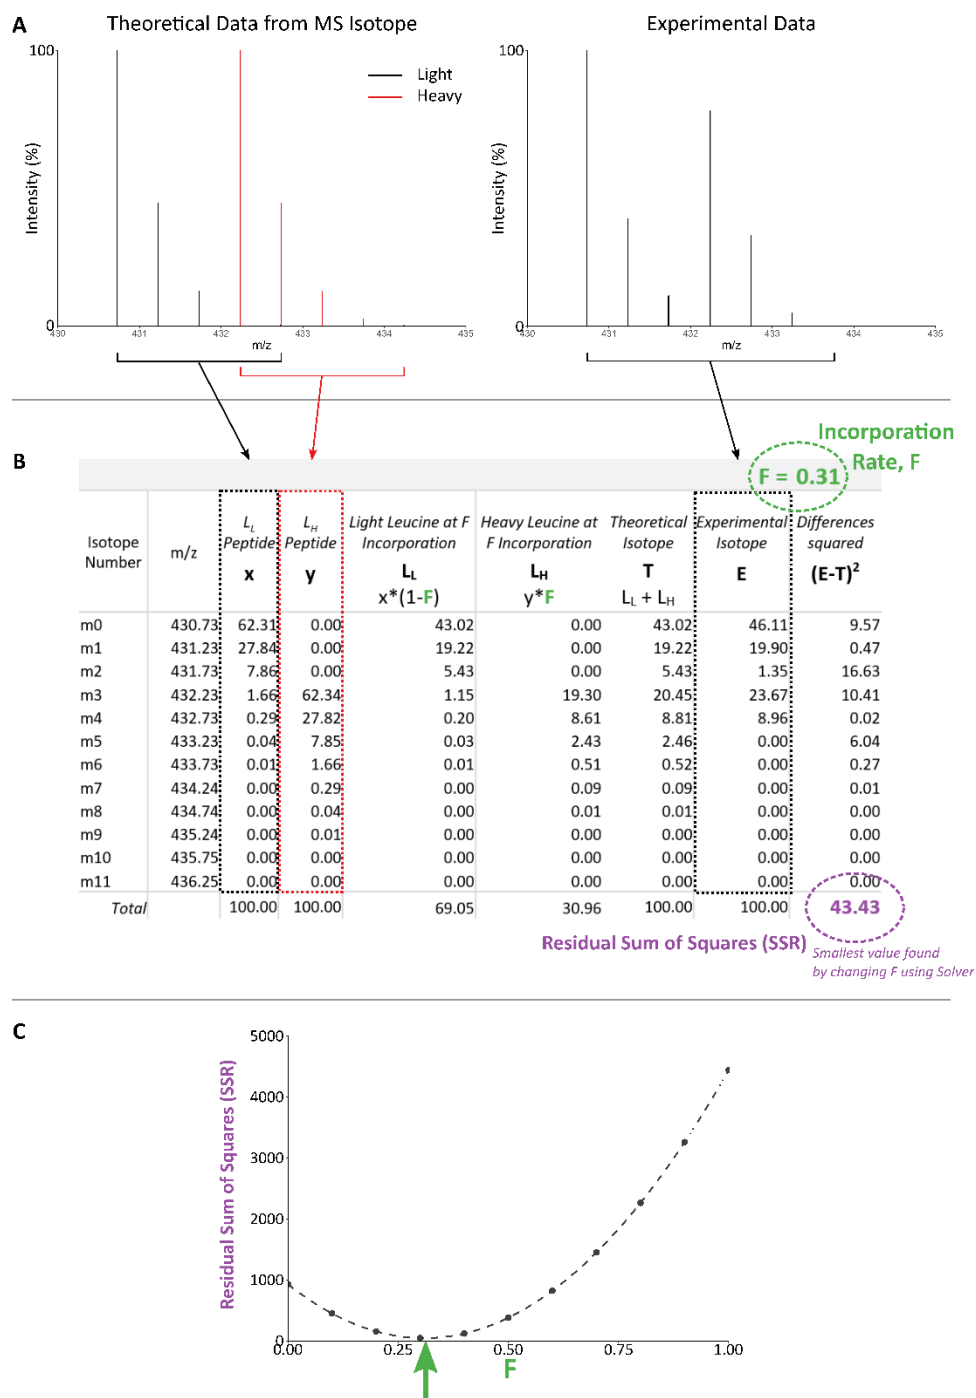 A
Theoretical Data from MS Isotope
Experimental Data
100
Light
Heavy
Intensity (%)
0
430 431 432 433 434 435
m/z
100
Intensity (%)
0
430 431 432 433 434 435
m/z
B
Incorporation
Rate, F
F = 0.31
Isotope Number m/z L_L Peptide x L_H Peptide y Light Leucine at F Incorporation L_L x*(1-F) Heavy Leucine at F Incorporation L_H y*F Theoretical Isotope T L_L + L_H Experimental Isotope E Differences squared (E-T)²
m0 430.73 62.31 0.00 43.02 0.00 43.02 46.11 9.57
m1 431.23 27.84 0.00 19.22 0.00 19.22 19.90 0.47
m2 431.73 7.86 0.00 5.43 0.00 5.43 1.35 16.63
m3 432.23 1.66 62.34 1.15 19.30 20.45 23.67 10.41
m4 432.73 0.29 27.82 0.20 8.61 8.81 8.96 0.02
m5 433.23 0.04 7.85 0.03 2.43 2.46 0.00 6.04
m6 433.73 0.01 1.66 0.01 0.51 0.52 0.00 0.27
m7 434.24 0.00 0.29 0.00 0.09 0.09 0.00 0.01
m8 434.74 0.00 0.04 0.00 0.01 0.01 0.00 0.00
m9 435.24 0.00 0.01 0.00 0.00 0.00 0.00 0.00
m10 435.75 0.00 0.00 0.00 0.00 0.00 0.00 0.00
m11 436.25 0.00 0.00 0.00 0.00 0.00 0.00 0.00
Total 100.00 100.00 69.05 30.96 100.00 100.00 43.43
Residual Sum of Squares (SSR)
Smallest value found
by changing F using Solver
C
Residual Sum of Squares (SSR)
5000
4000
3000
2000
1000
0
0.00 0.25 0.50 0.75 1.00
F